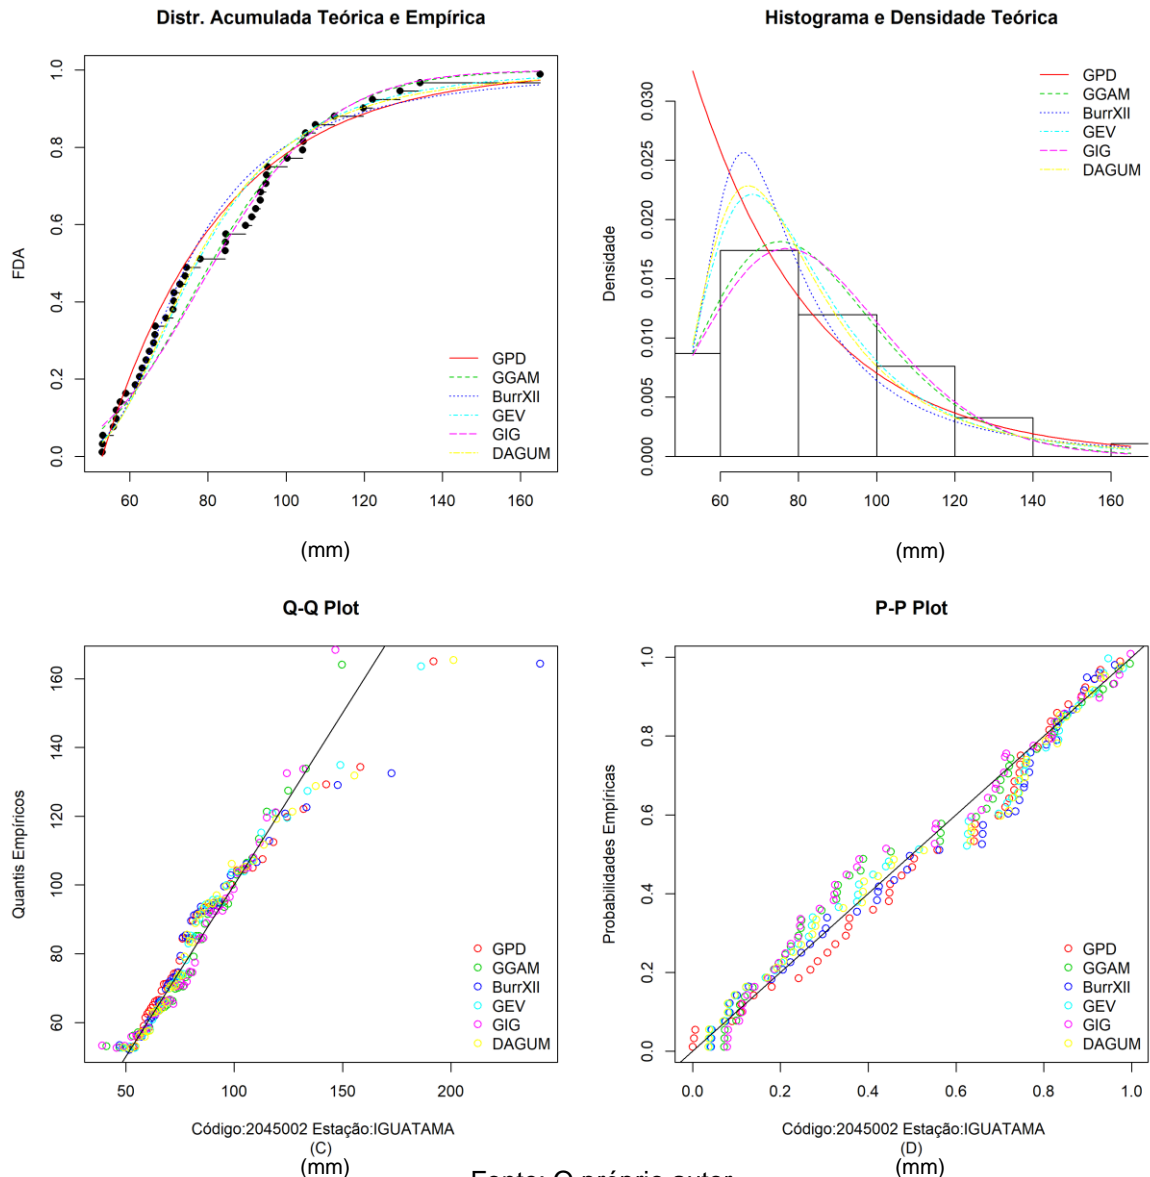 Distr. Acumulada Teórica e Empírica
FDA
0.0
0.2
0.4
0.6
0.8
1.0
60
80
100
120
140
160
GPD
GGAM
BurrXII
GEV
GIG
DAGUM
(mm)
Histograma e Densidade Teórica
Densidade
0.000
0.005
0.010
0.015
0.020
0.025
0.030
60
80
100
120
140
160
GPD
GGAM
BurrXII
GEV
GIG
DAGUM
(mm)
Q-Q Plot
Quantis Empíricos
60
80
100
120
140
160
50
100
150
200
GPD
GGAM
BurrXII
GEV
GIG
DAGUM
Código:2045002 Estação:IGUATAMA
(C)
(mm)
P-P Plot
Probabilidades Empíricas
0.0
0.2
0.4
0.6
0.8
1.0
0.0
0.2
0.4
0.6
0.8
1.0
GPD
GGAM
BurrXII
GEV
GIG
DAGUM
Código:2045002 Estação:IGUATAMA
(D)
(mm)
Fonte: O próprio autor